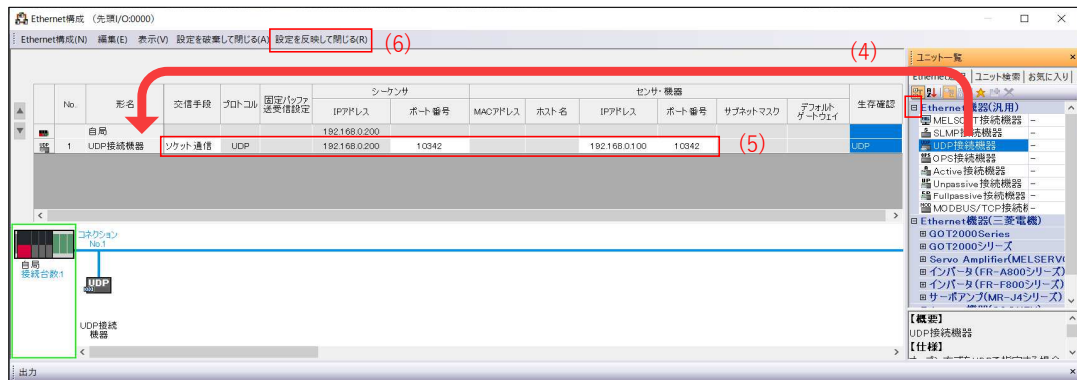 Ethernet構成 (先頭I/O:0000)
Ethernet構成(N) 編集(E) 表示(V) 設定を破棄して閉じる(A) 設定を反映して閉じる(R)
(6)
(4)
ユニット一覧
ユニット検索 お気に入り
No. 形名 交信手段 プロトコル 固定バッファ送受信設定 シーケンサ センサ・機器 生存確認
IPアドレス ポート番号 MACアドレス ホスト名 IPアドレス ポート番号 サブネットマスク デフォルトゲートウェイ
自局 192.168.0.200
1 UDP接続機器 ソケット通信 UDP 192.168.0.200 10342 192.168.0.100 10342 UDP
(5)
Ethernet機器(汎用)
MELSOFT接続機器 -
SLMP接続機器 -
UDP接続機器 -
OPS接続機器 -
Active接続機器 -
Unpassive接続機器 -
Fullpassive接続機器 -
MODBUS/TCP接続 -
Ethernet機器(三菱電機)
GOT2000Series
GOT2000シリーズ
Servo Amplifier(MELSERV
インバータ(FR-A800シリーズ)
インバータ(FR-F800シリーズ)
サーボアンプ(MR-J4シリーズ)
コネクション
No.1
自局
接続台数:1
UDP
UDP接続
機器
【概要】
UDP接続機器
【仕様】
出力